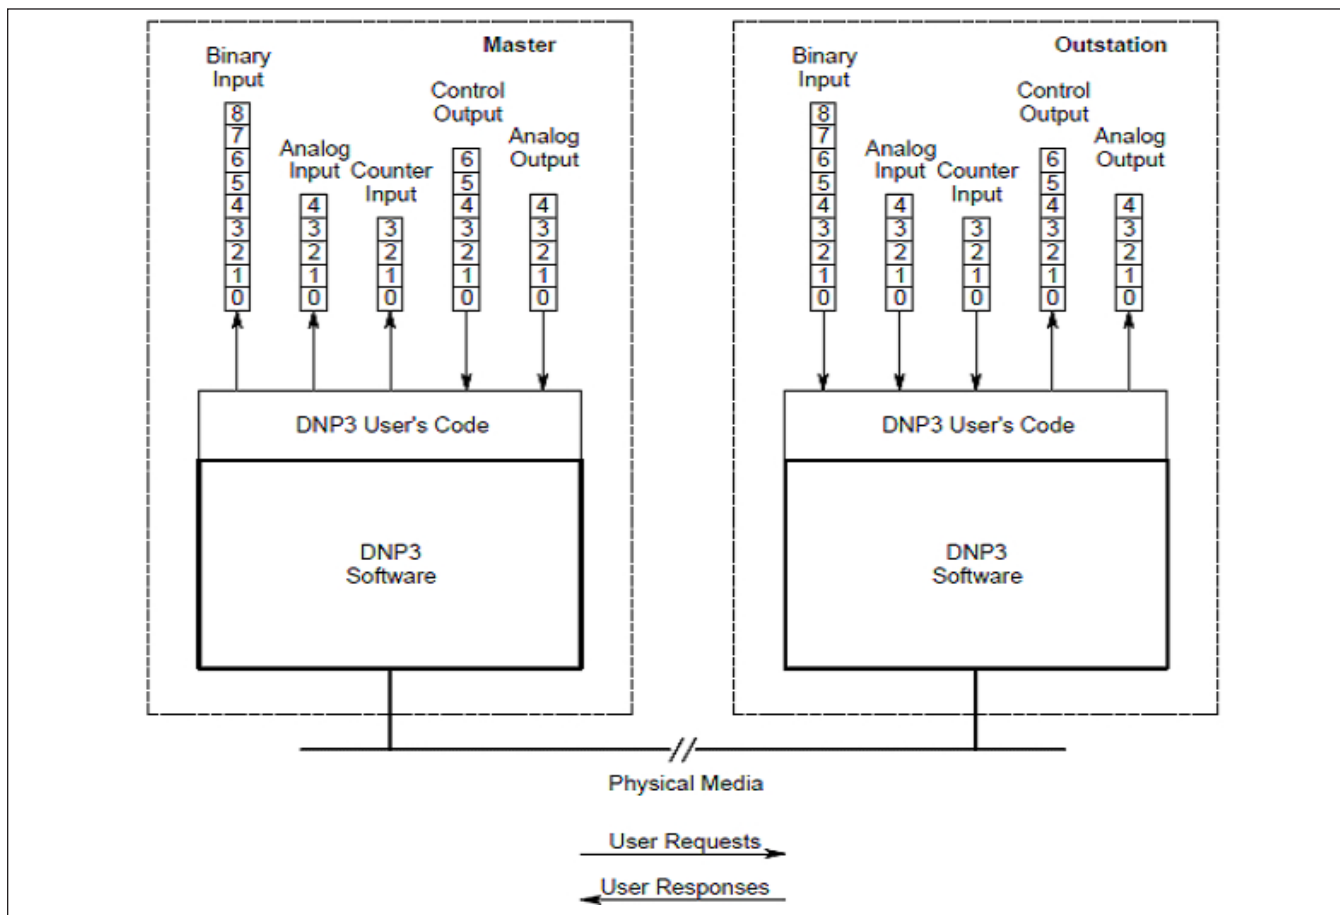 Master
Binary
Input
8
7
6
5
4
3
2
1
0
Analog
Input
4
3
2
1
0
Counter
Input
3
2
1
0
Control
Output
6
5
4
3
2
1
0
Analog
Output
4
3
2
1
0
DNP3 User's Code
DNP3
Software
Outstation
Binary
Input
8
7
6
5
4
3
2
1
0
Analog
Input
4
3
2
1
0
Counter
Input
3
2
1
0
Control
Output
6
5
4
3
2
1
0
Analog
Output
4
3
2
1
0
DNP3 User's Code
DNP3
Software
Physical Media
User Requests
User Responses